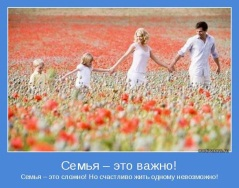 Семья – это важно!
Семья – это сложно! Но счастливо жить одному невозможно!